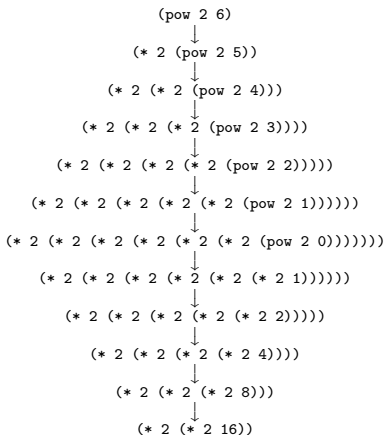 (pow 2 6)
(* 2 (pow 2 5))
(* 2 (* 2 (pow 2 4)))
(* 2 (* 2 (* 2 (pow 2 3))))
(* 2 (* 2 (* 2 (* 2 (pow 2 2)))))
(* 2 (* 2 (* 2 (* 2 (* 2 (pow 2 1))))))
(* 2 (* 2 (* 2 (* 2 (* 2 (* 2 (pow 2 0)))))))
(* 2 (* 2 (* 2 (* 2 (* 2 (* 2 1))))))
(* 2 (* 2 (* 2 (* 2 (* 2 2)))))
(* 2 (* 2 (* 2 (* 2 4))))
(* 2 (* 2 (* 2 8)))
(* 2 (* 2 16))